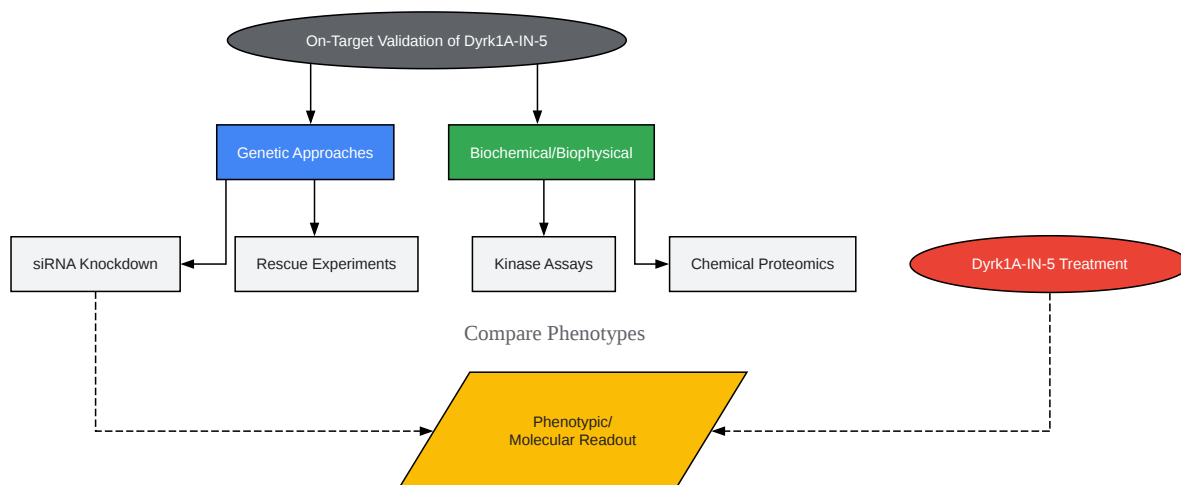 On-Target Validation of Dyrk1A-IN-5
Genetic Approaches
Biochemical/Biophysical
siRNA Knockdown
Rescue Experiments
Kinase Assays
Chemical Proteomics
Dyrk1A-IN-5 Treatment
Compare Phenotypes
Phenotypic/
Molecular Readout